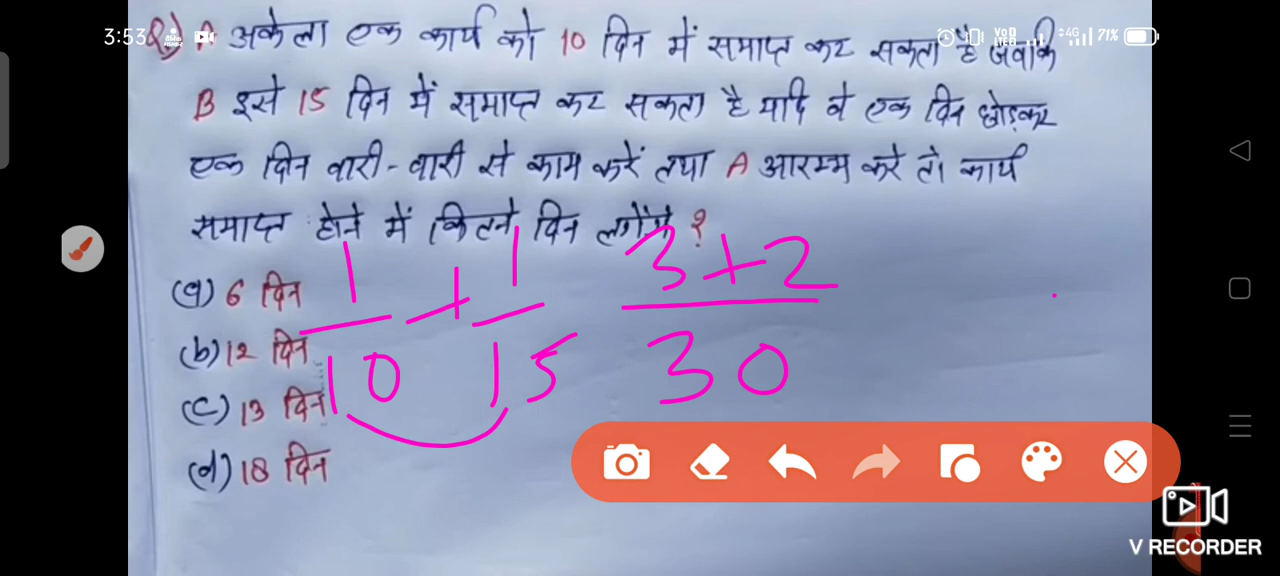 3:53
71%
Q) A अकेला एक कार्य को 10 दिन में समाप्त कर सकता है जबकि
B इसे 15 दिन में समाप्त कर सकता है यदि वे एक दिन छोड़कर
एक दिन बारी-बारी से काम करें तथा A आरम्भ करे तो कार्य
समाप्त होने में कितने दिन लगेंगे ?
(a) 6 दिन
(b) 12 दिन
(c) 13 दिन
(d) 18 दिन
1/10 + 1/15 3+2/30
V RECORDER